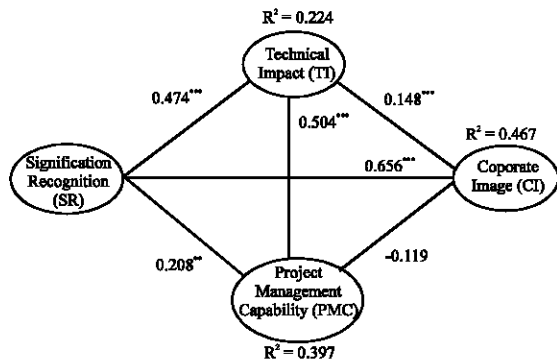 R² = 0.224
Technical
Impact (TI)
0.474***
0.148***
0.504***
R² = 0.467
Signification
Recognition
(SR)
0.656***
Coporate
Image (CI)
0.208**
-0.119
Project
Management
Capability (PMC)
R² = 0.397